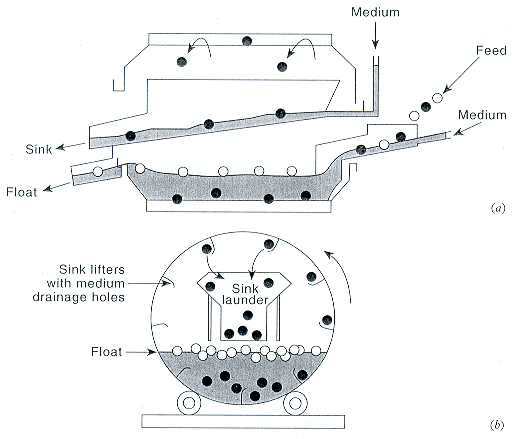 Medium
Feed
Medium
Sink
Float
(a)
Sink lifters
with medium
drainage holes
Sink
launder
Float
(b)